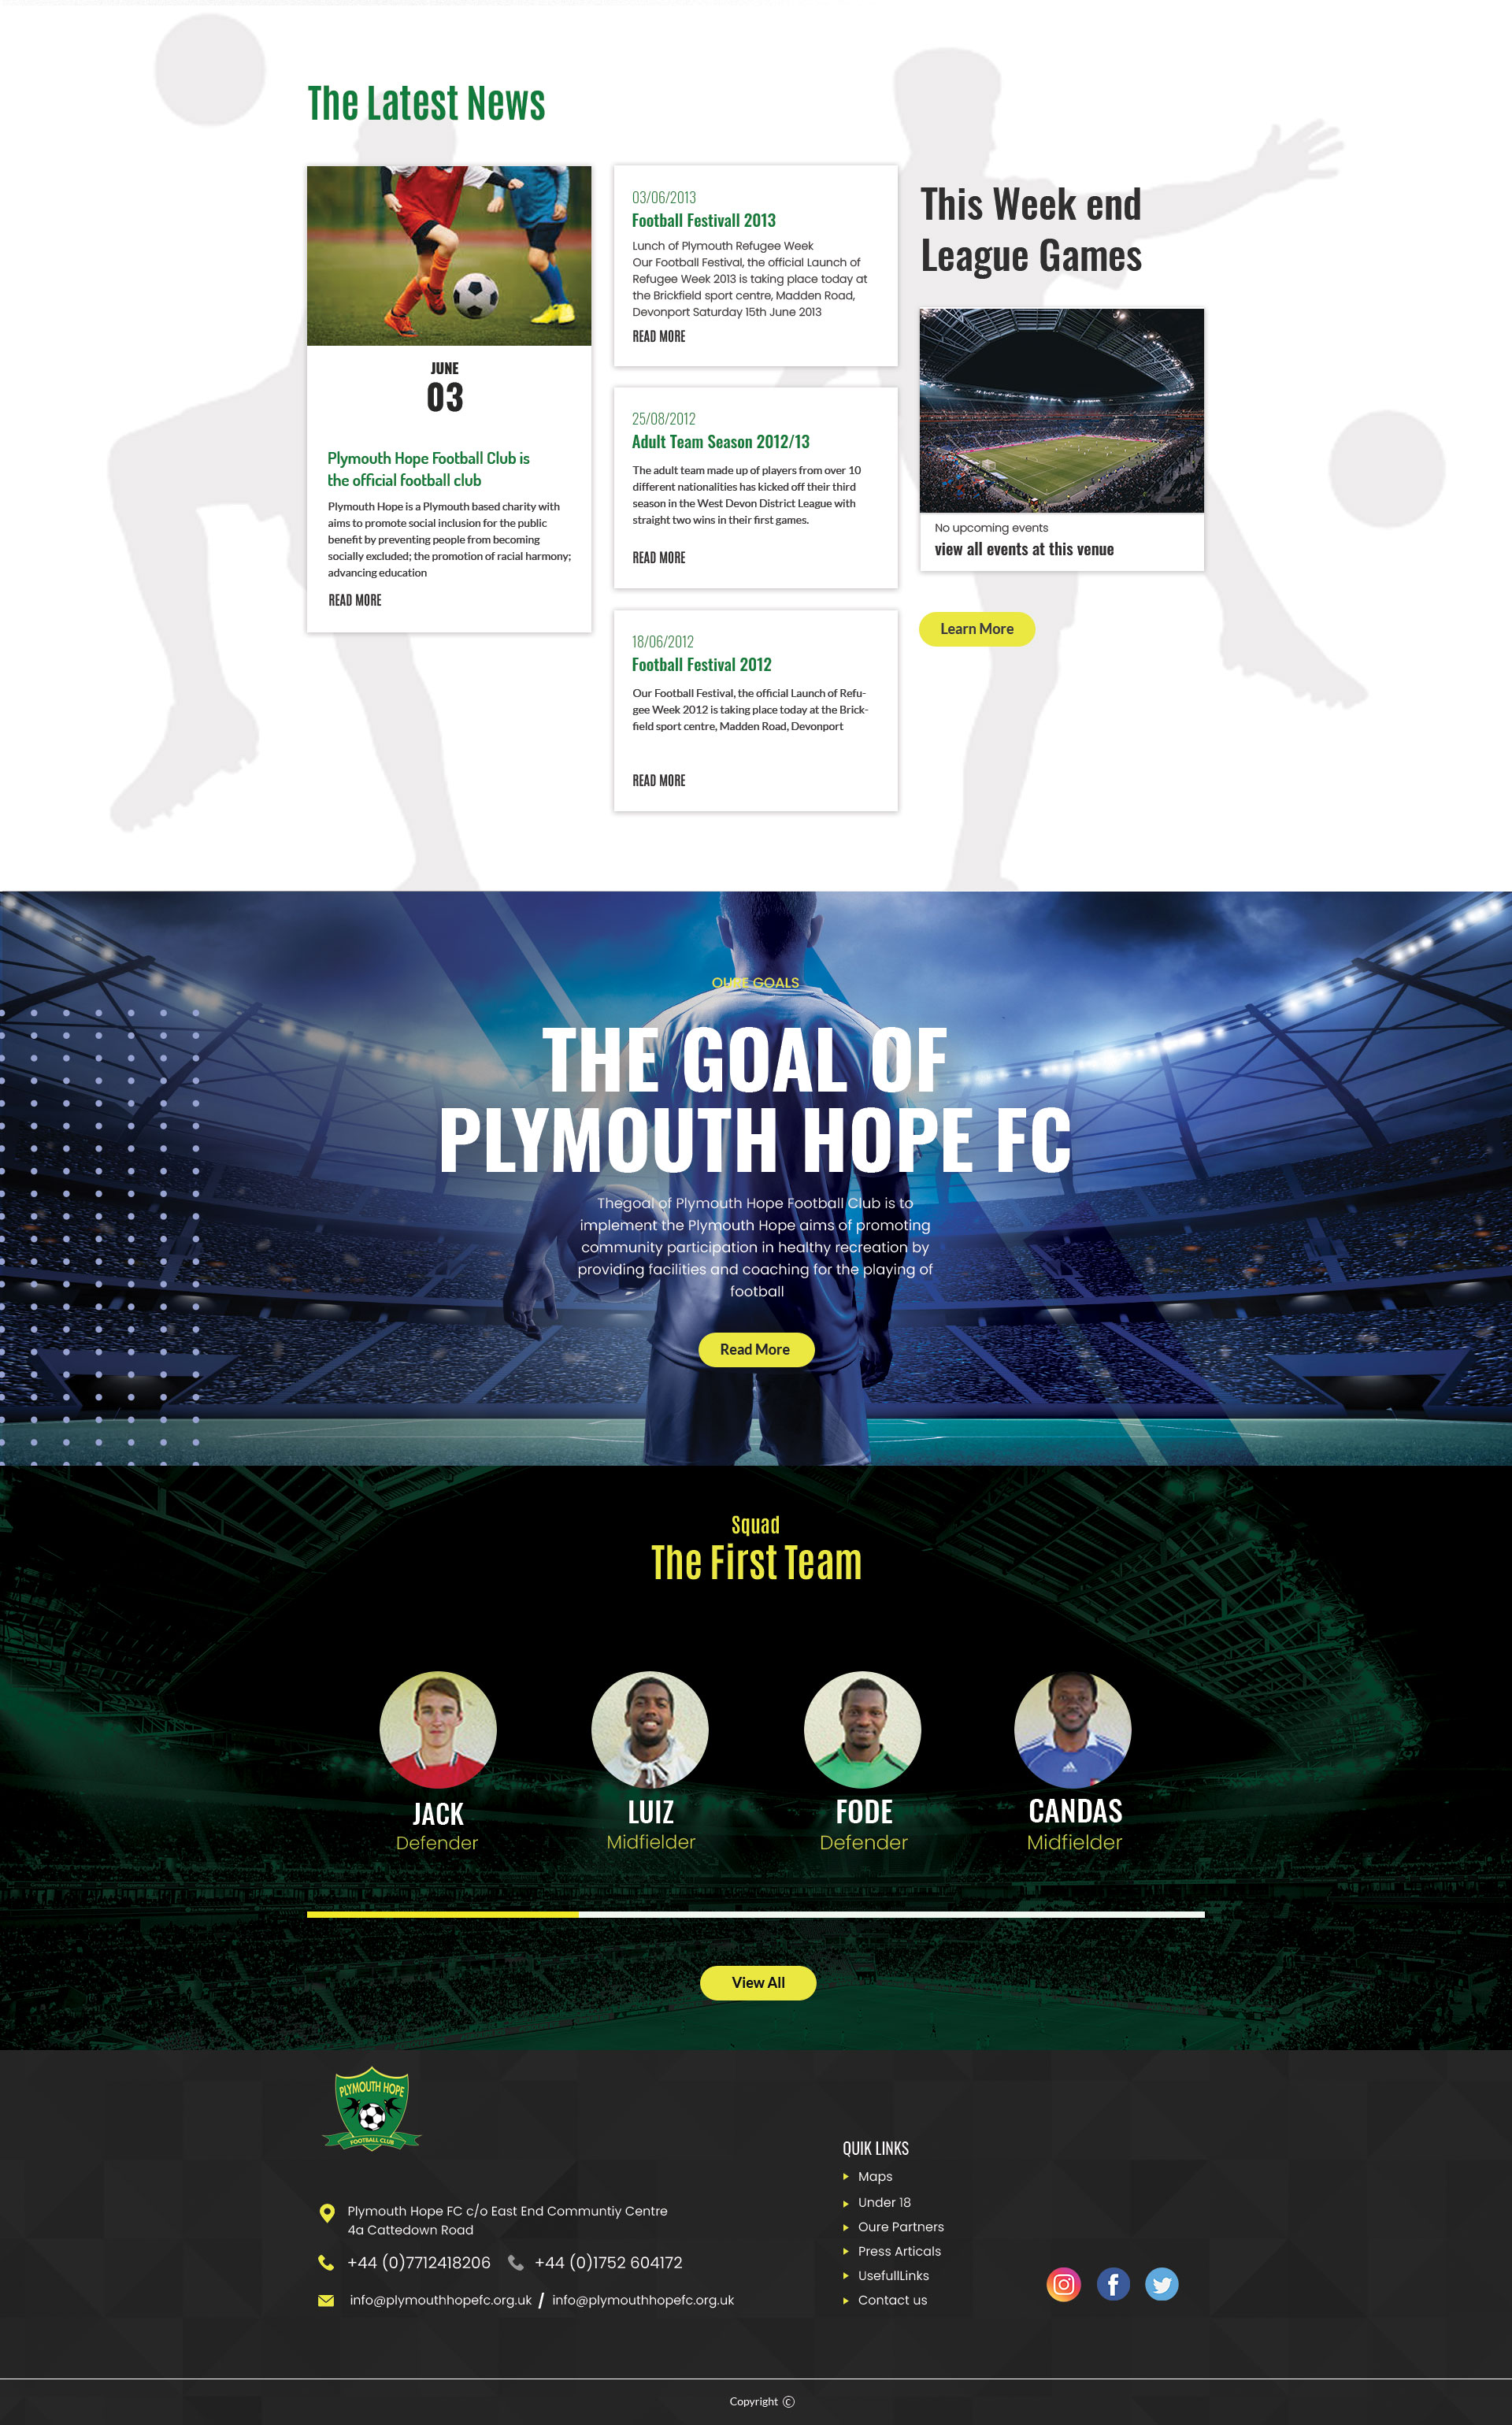 The Latest News
JUNE
03
Plymouth Hope Football Club is
the official football club
Plymouth Hope is a Plymouth based charity with
aims to promote social inclusion for the public
benefit by preventing people from becoming
socially excluded; the promotion of racial harmony;
advancing education
READ MORE
03/06/2013
Football Festivall 2013
Lunch of Plymouth Refugee Week
Our Football Festival, the official Launch of
Refugee Week 2013 is taking place today at
the Brickfield sport centre, Madden Road,
Devonport Saturday 15th June 2013
READ MORE
25/08/2012
Adult Team Season 2012/13
The adult team made up of players from over 10
different nationalities has kicked off their third
season in the West Devon District League with
straight two wins in their first games.
READ MORE
18/06/2012
Football Festival 2012
Our Football Festival, the official Launch of Refu-
gee Week 2012 is taking place today at the Brick-
field sport centre, Madden Road, Devonport
READ MORE
This Week end
League Games
No upcoming events
view all events at this venue
Learn More
OURE GOALS
THE GOAL OF
PLYMOUTH HOPE FC
Thegoal of Plymouth Hope Football Club is to
implement the Plymouth Hope aims of promoting
community participation in healthy recreation by
providing facilities and coaching for the playing of
football
Read More
Squad
The First Team
JACK
Defender
LUIZ
Midfielder
FODE
Defender
CANDAS
Midfielder
View All
PLYMOUTH HOPE
FOOTBALL CLUB
Plymouth Hope FC c/o East End Communtiy Centre
4a Cattedown Road
+44 (0)7712418206 +44 (0)1752 604172
info@plymouthhopefc.org.uk / info@plymouthhopefc.org.uk
QUIK LINKS
Maps
Under 18
Oure Partners
Press Articals
UsefullLinks
Contact us
Copyright ©